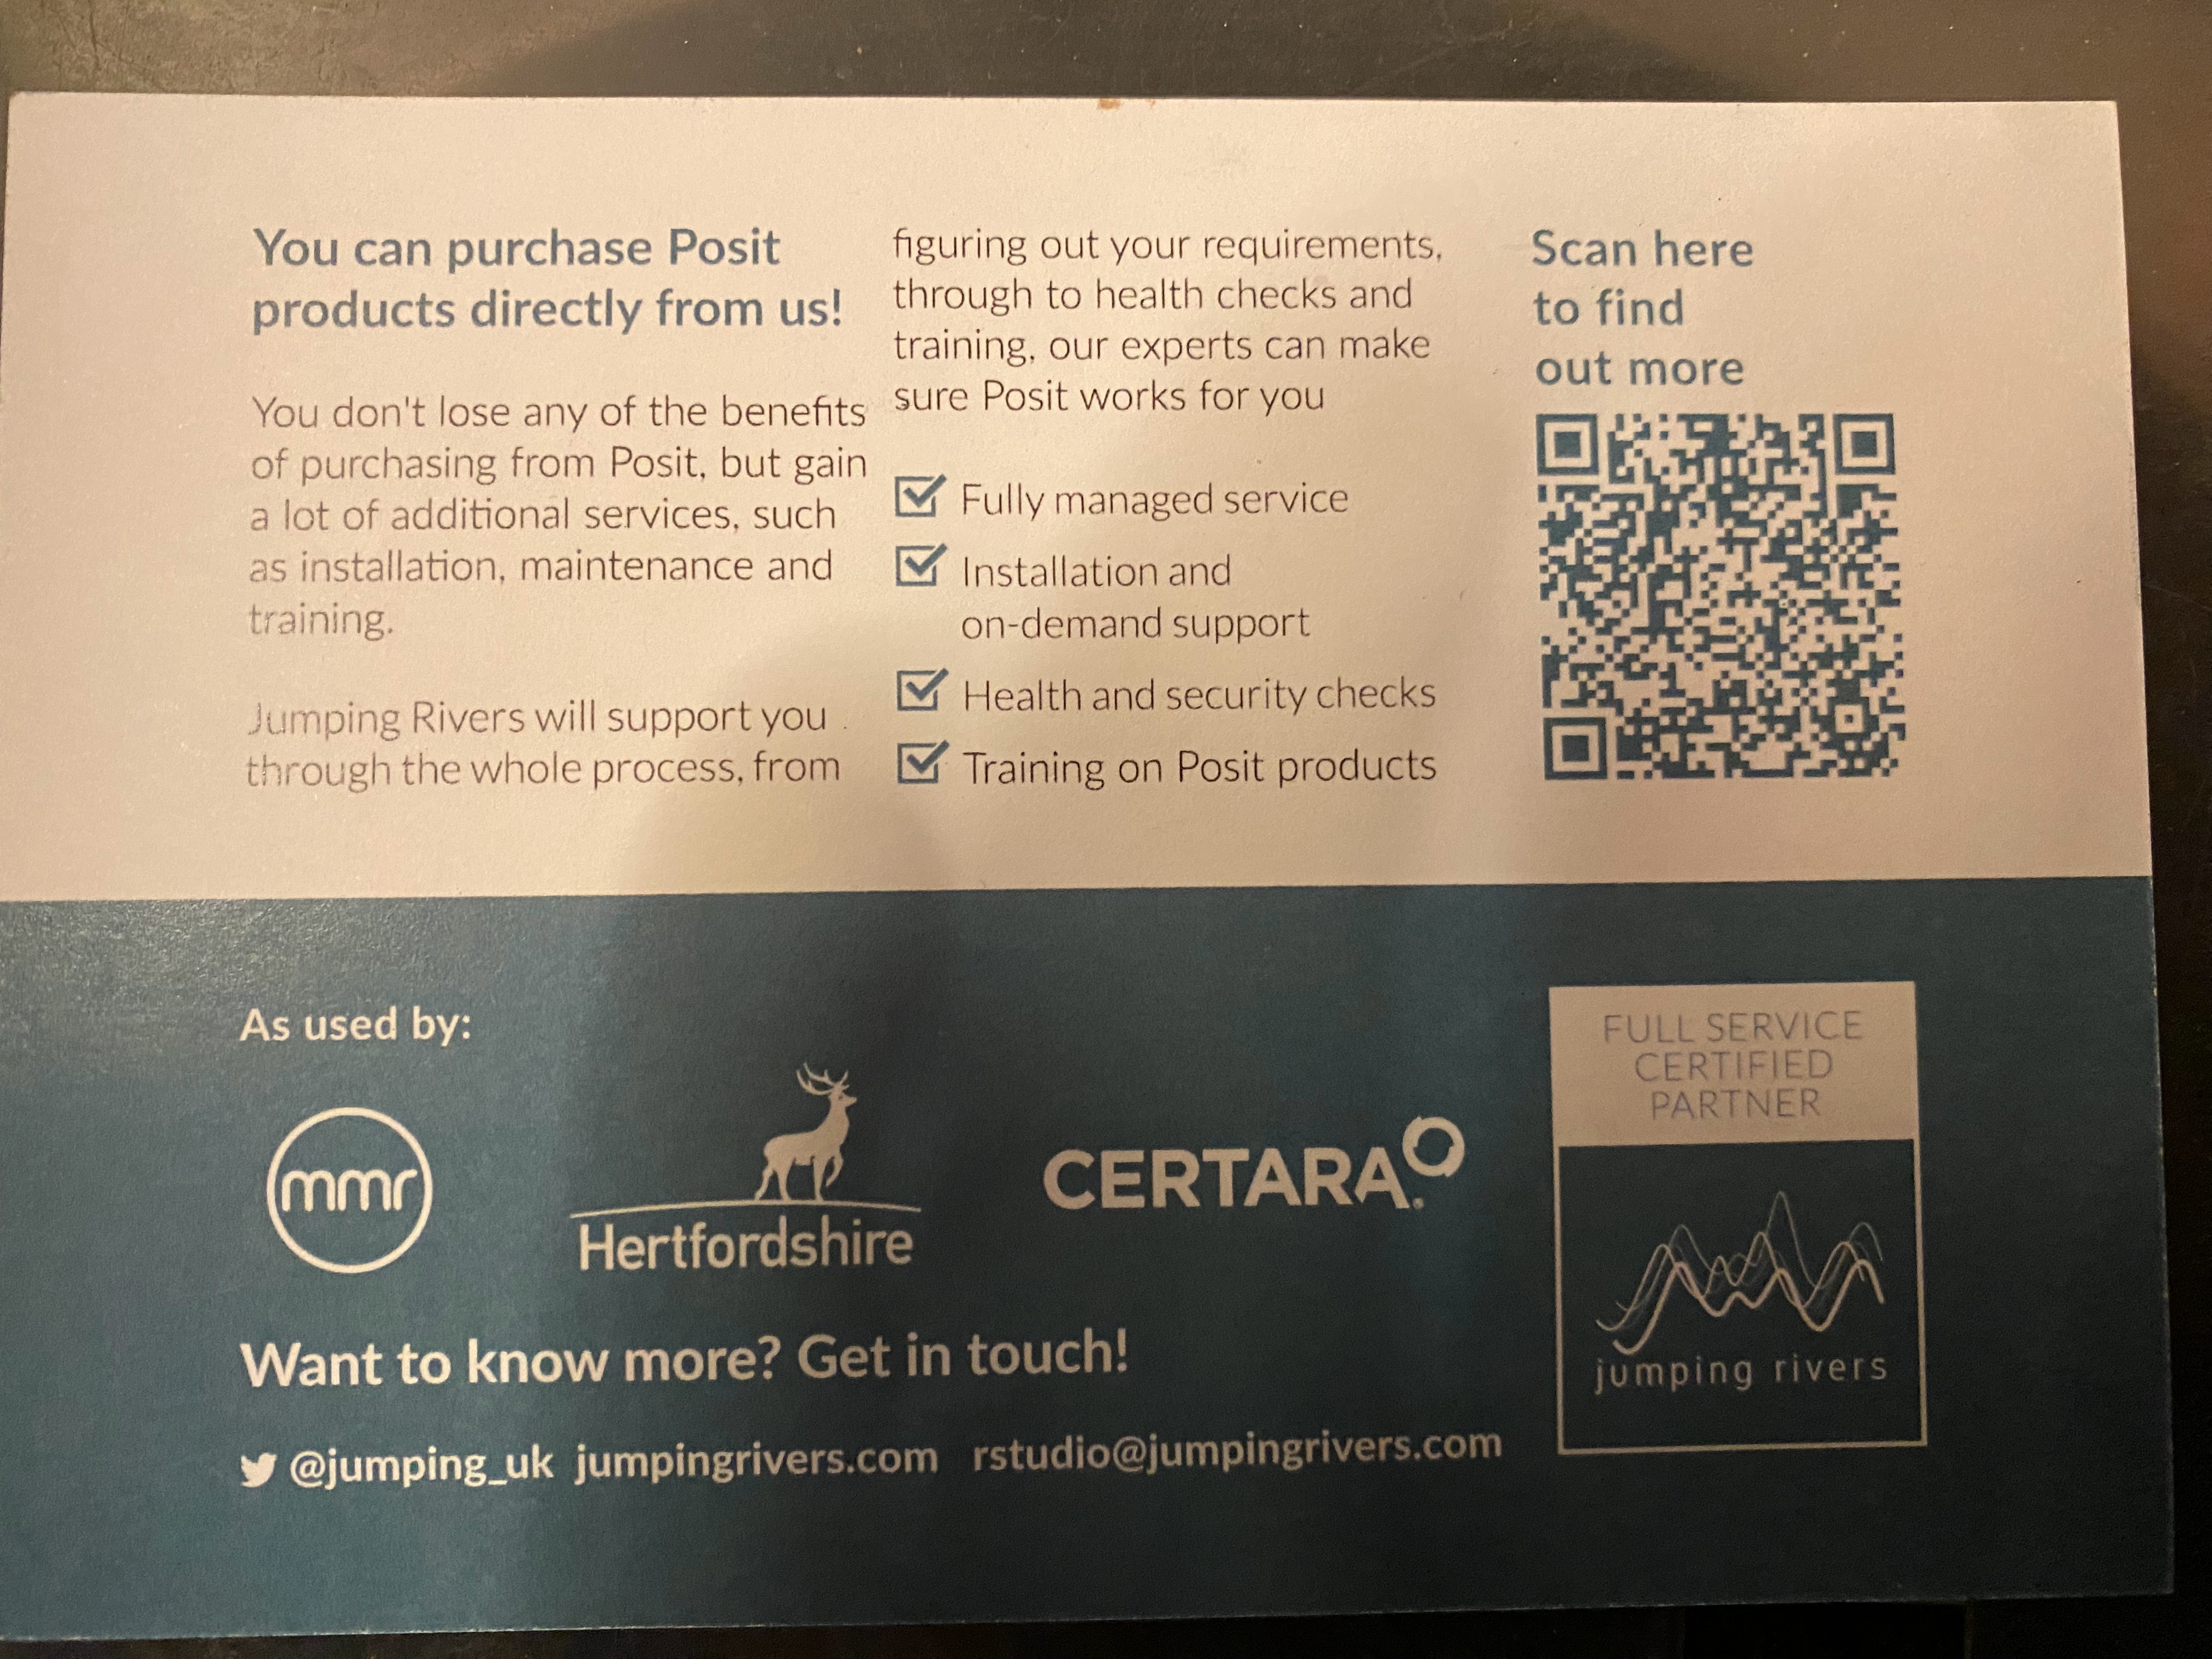 You can purchase Posit
products directly from us!
You don't lose any of the benefits
of purchasing from Posit, but gain
a lot of additional services, such
as installation, maintenance and
training.
Jumping Rivers will support you
through the whole process, from
figuring out your requirements,
through to health checks and
training, our experts can make
sure Posit works for you
Fully managed service
Installation and
on-demand support
Health and security checks
Training on Posit products
Scan here
to find
out more
As used by:
mmr
Hertfordshire
CERTARA
FULL SERVICE
CERTIFIED
PARTNER
jumping rivers
Want to know more? Get in touch!
@jumping_uk jumpingrivers.com rstudio@jumpingrivers.com